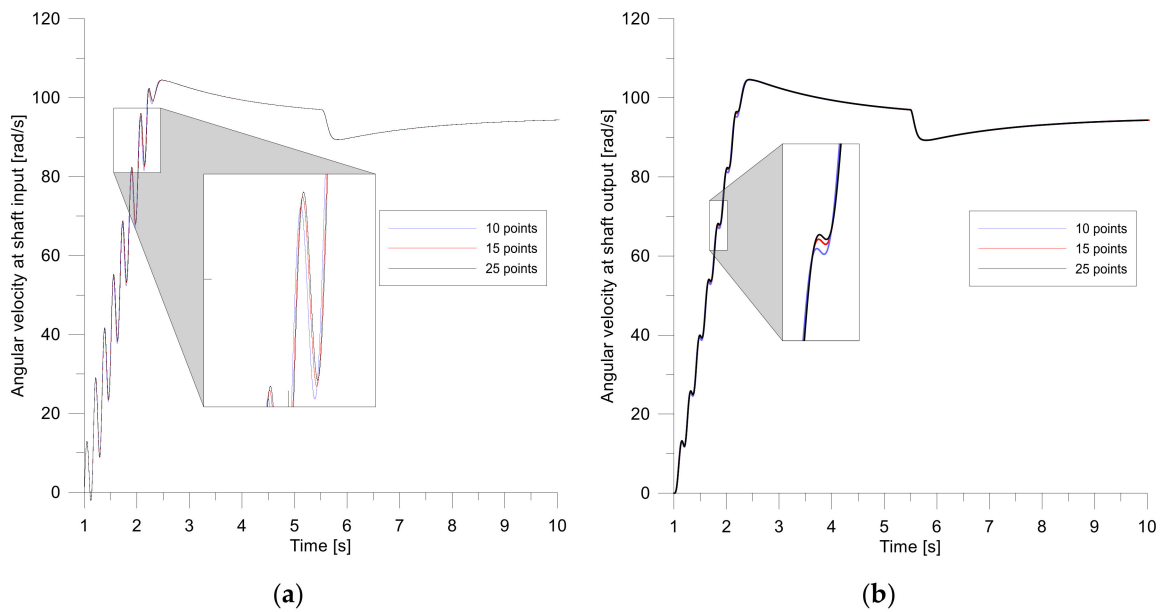 120
100
80
60
40
20
0
Angular velocity at shaft input [rad/s]
10 points
15 points
25 points
1 2 3 4 5 6 7 8 9 10
Time [s]
(a)
120
100
80
60
40
20
0
Angular velocity at shaft output [rad/s]
10 points
15 points
25 points
1 2 3 4 5 6 7 8 9 10
Time [s]
(b)